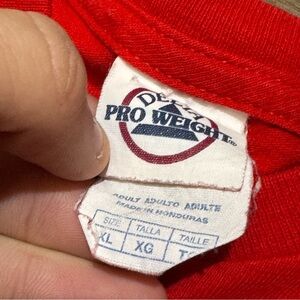 DELTA
PRO WEIGHT®
ADULT ADULTO ADULTE
MADE IN HONDURAS
SIZE TALLA TAILLE
XL XG